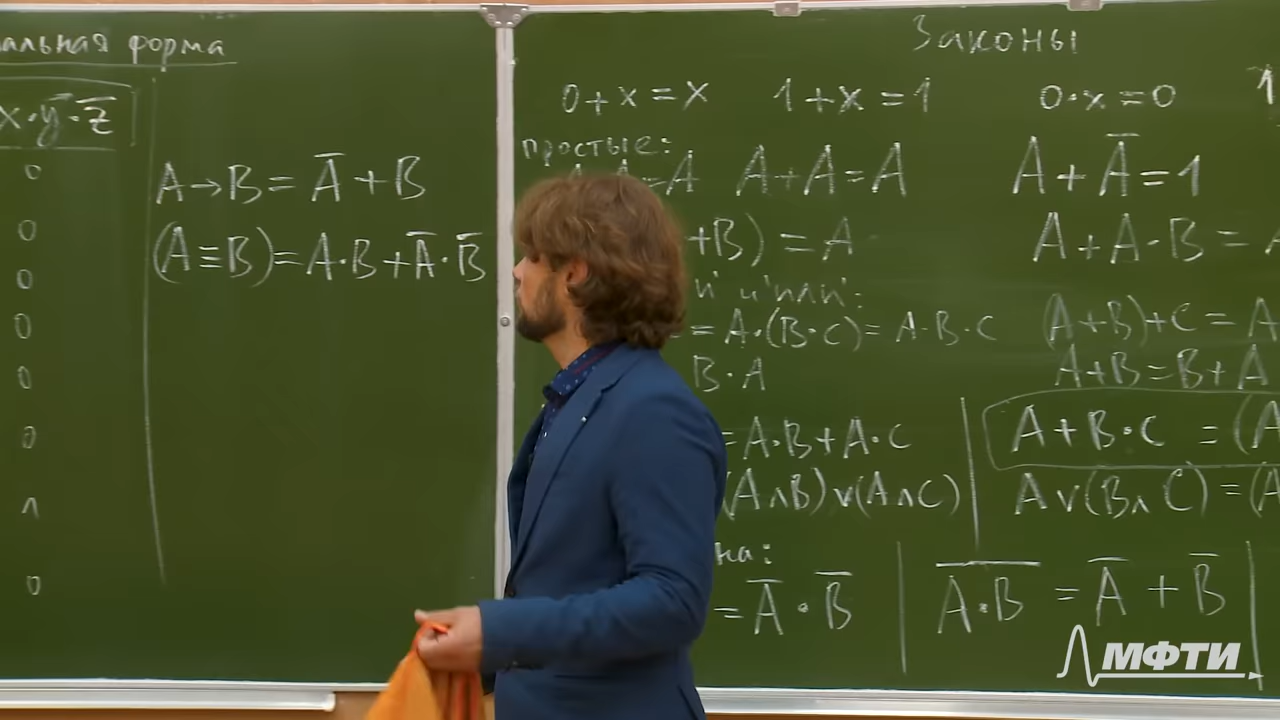 альная форма
x·y̅·z̅
0
0
0
0
0
0
1
0
A→B = A̅+B
(A≡B)=A·B+A̅·B̅
Законы
0+x=x 1+x=1 0·x=0 1
простые:
=A A+A=A A+A̅=1
+B)=A A+A·B=
й и 'или':
=A·(B·C)=A·B·C (A+B)+C=A
B·A A+B=B+A
=A·B+A·C A+B·C=(A
(A∧B)∨(A∧C) A∨(B∧C)=(A
на:
=A̅·B̅ A·B̅ =A̅+B̅
МФТИ